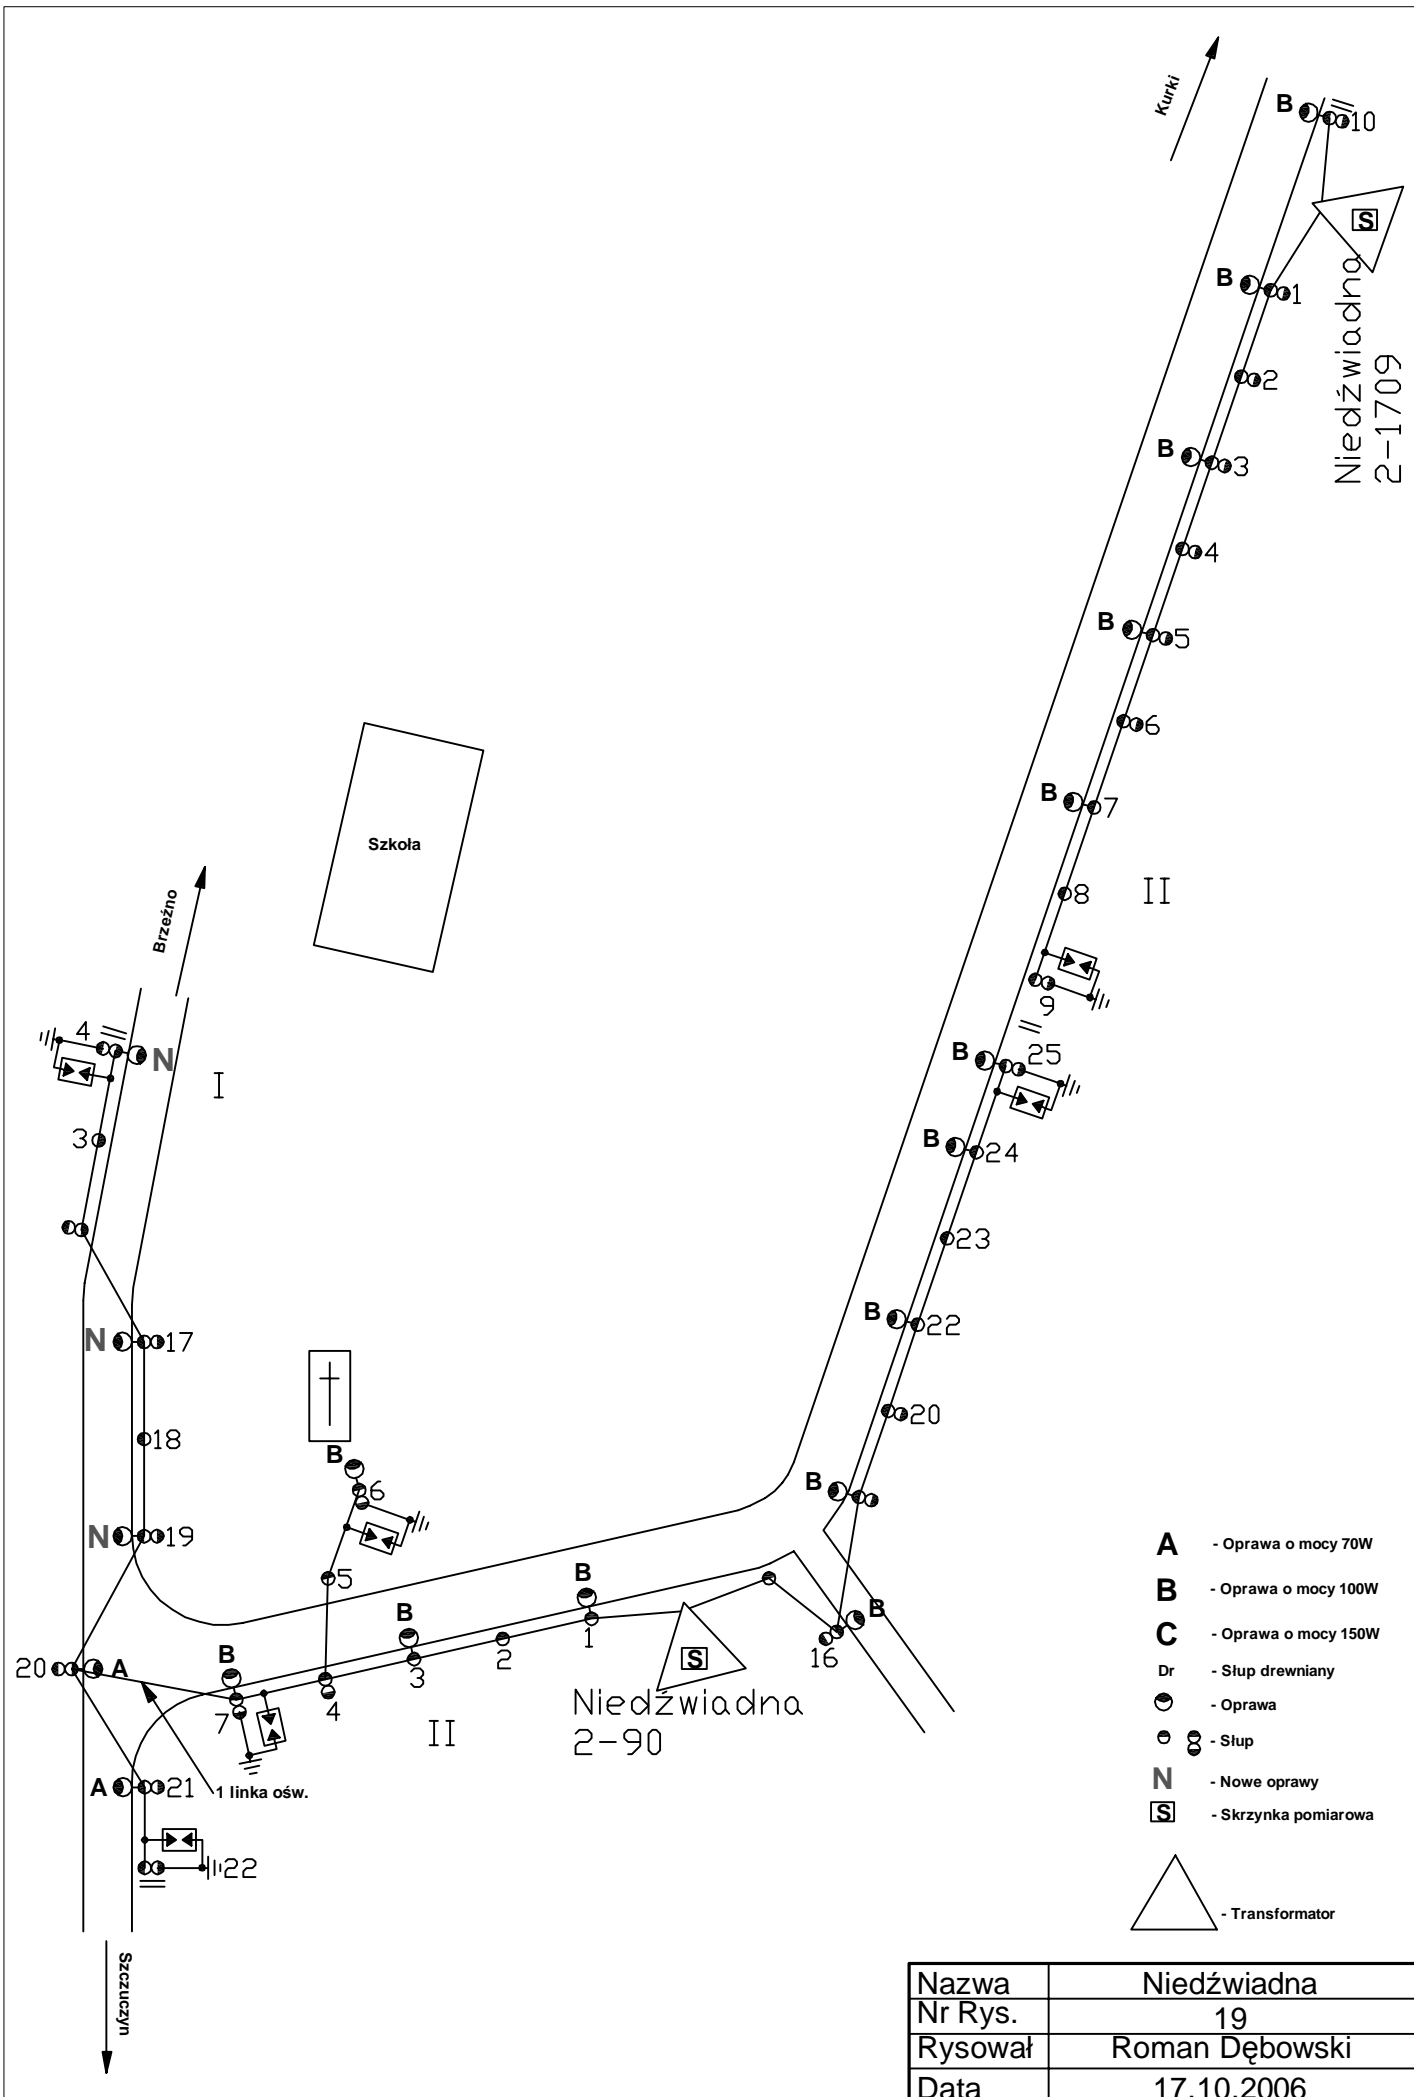 Kurki
B
10
S
B
1
Niedźwiadna
2-1709
2
B
3
4
B
5
6
B
7
8
II
9
Szkoła
Brzeźno
4
N
I
3
25
B
B
24
23
B
22
20
B
N
17
18
N
19
B
6
5
B
1
B
16
2
B
3
S
Niedźwiadna
2-90
4
B
7
II
20
A
A
21
1 linka ośw.
22
Szczuczyn
A - Oprawa o mocy 70W
B - Oprawa o mocy 100W
C - Oprawa o mocy 150W
Dr - Słup drewniany
- Oprawa
- Słup
N - Nowe oprawy
S - Skrzynka pomiarowa
- Transformator
Nazwa Niedźwiadna
Nr Rys. 19
Rysował Roman Dębowski
Data 17.10.2006